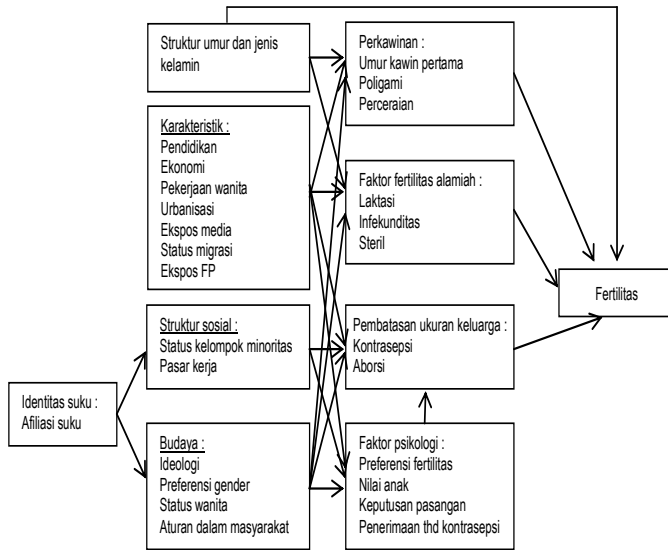 Struktur umur dan jenis
kelamin
Karakteristik :
Pendidikan
Ekonomi
Pekerjaan wanita
Urbanisasi
Ekspos media
Status migrasi
Ekspos FP
Struktur sosial :
Status kelompok minoritas
Pasar kerja
Identitas suku :
Afiliasi suku
Budaya :
Ideologi
Preferensi gender
Status wanita
Aturan dalam masyarakat
Perkawinan :
Umur kawin pertama
Poligami
Perceraian
Faktor fertilitas alamiah :
Laktasi
Infekunditas
Steril
Pembatasan ukuran keluarga :
Kontrasepsi
Aborsi
Faktor psikologi :
Preferensi fertilitas
Nilai anak
Keputusan pasangan
Penerimaan thd kontrasepsi
Fertilitas